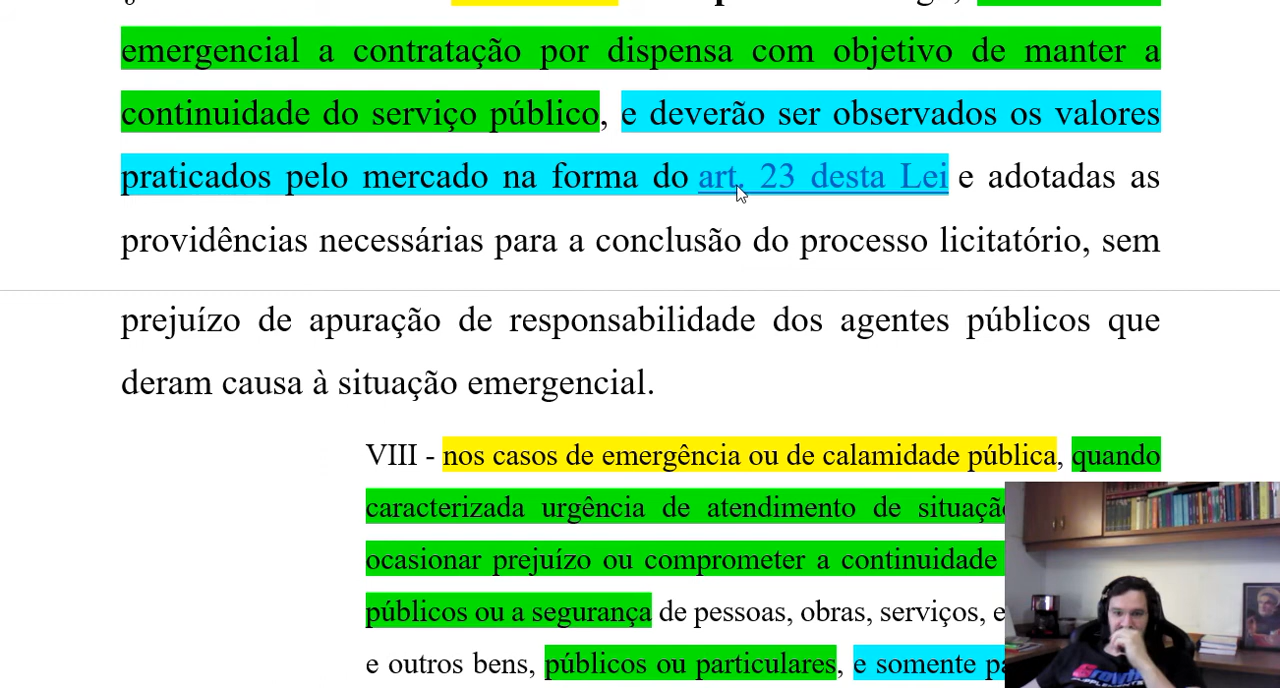 emergencial a contratação por dispensa com objetivo de manter a
continuidade do serviço público, e deverão ser observados os valores
praticados pelo mercado na forma do art. 23 desta Lei e adotadas as
providências necessárias para a conclusão do processo licitatório, sem
prejuízo de apuração de responsabilidade dos agentes públicos que
deram causa à situação emergencial.
VIII - nos casos de emergência ou de calamidade pública, quando
caracterizada urgência de atendimento de
ocasionar prejuízo ou comprometer a continuidade
públicos ou a segurança de pessoas, obras, serviços,
e outros bens, públicos ou particulares, e somente